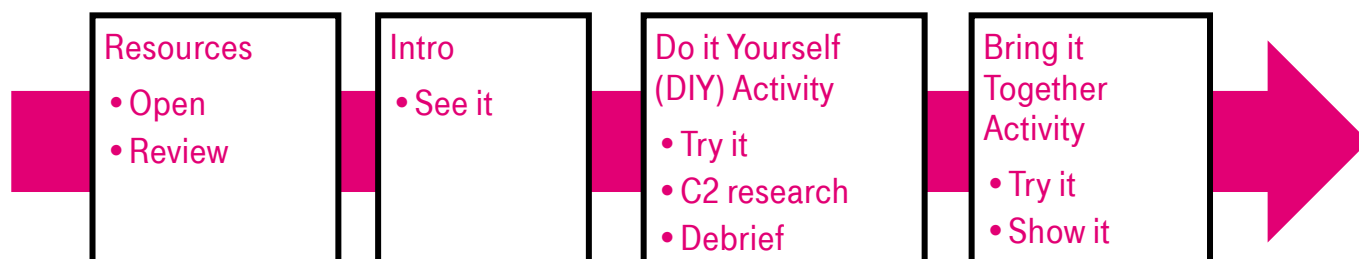 Resources
• Open
• Review
Intro
• See it
Do it Yourself
(DIY) Activity
• Try it
• C2 research
• Debrief
Bring it
Together
Activity
• Try it
• Show it